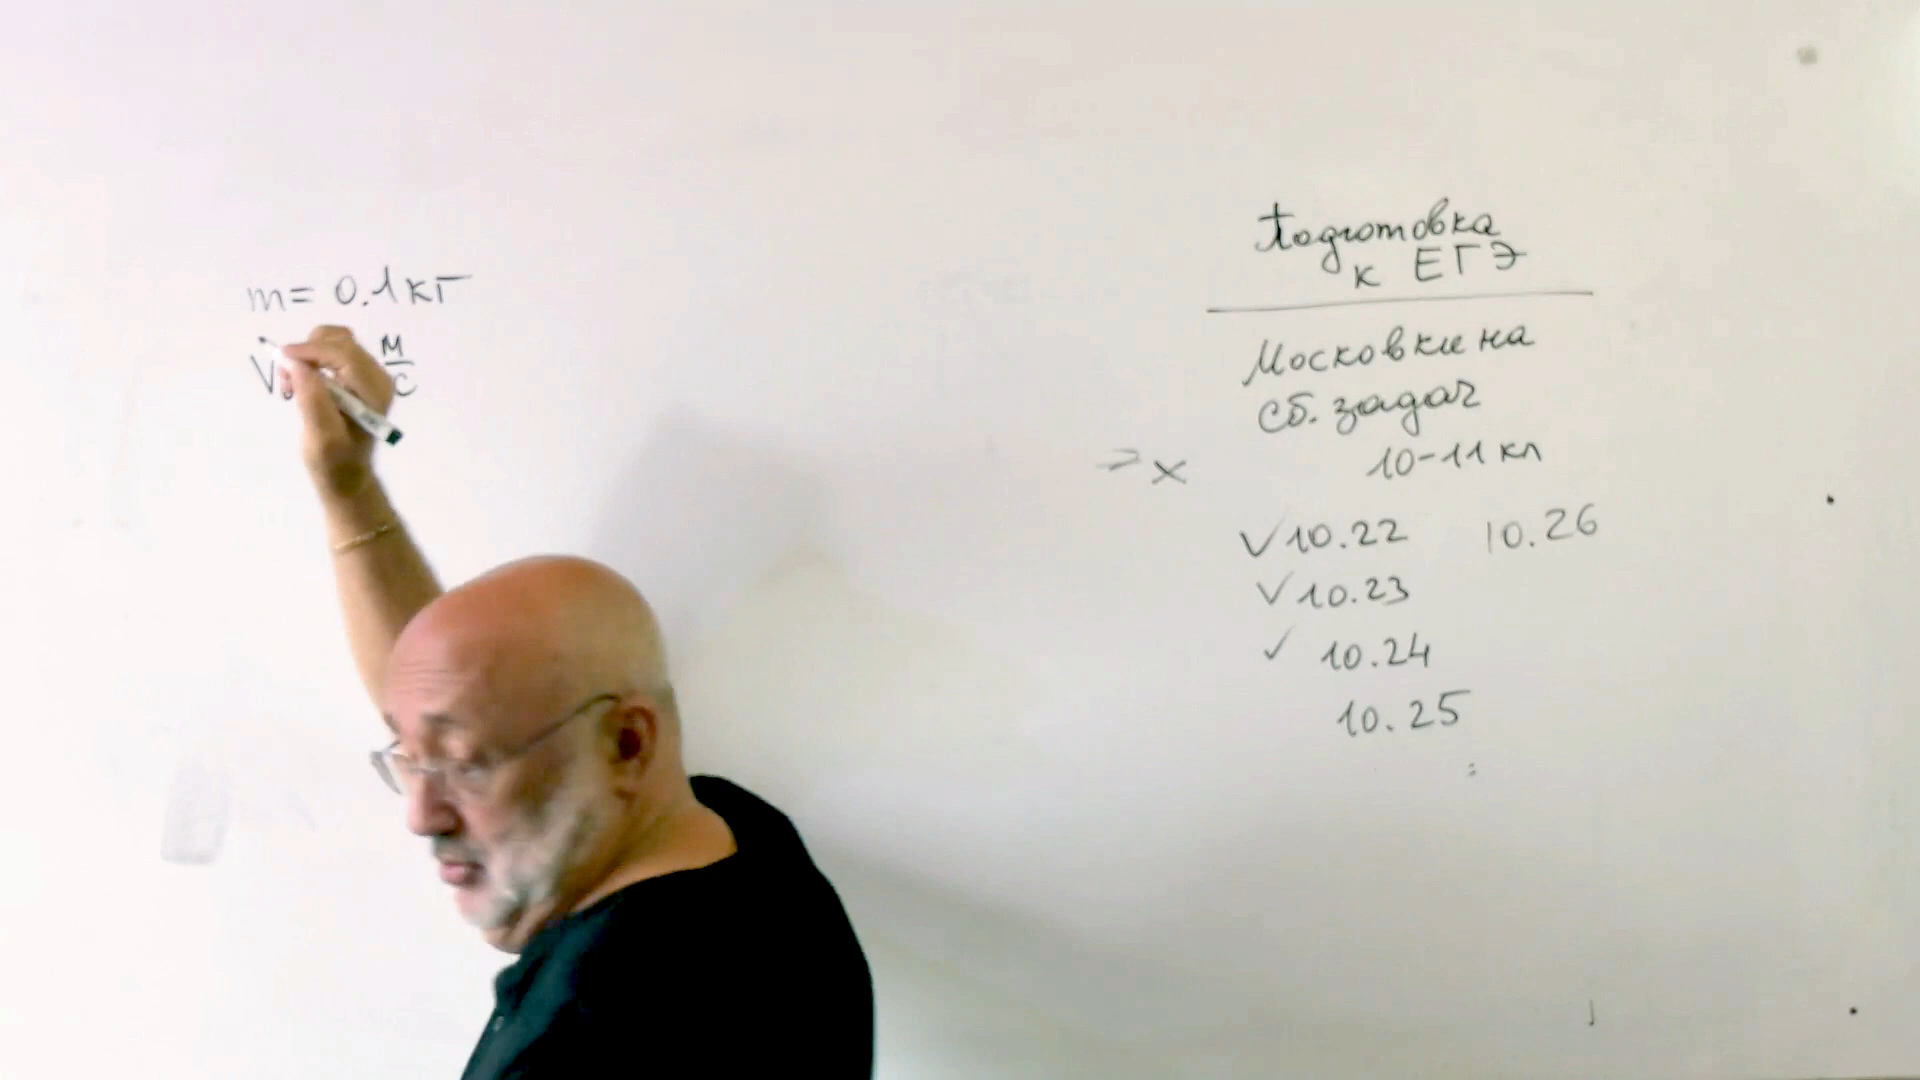 m = 0.1 кг
V м/с
Подготовка
к ЕГЭ
Московкина
Сб. задач
10-11 кл
x
√ 10.22 10.26
√ 10.23
√ 10.24
10.25